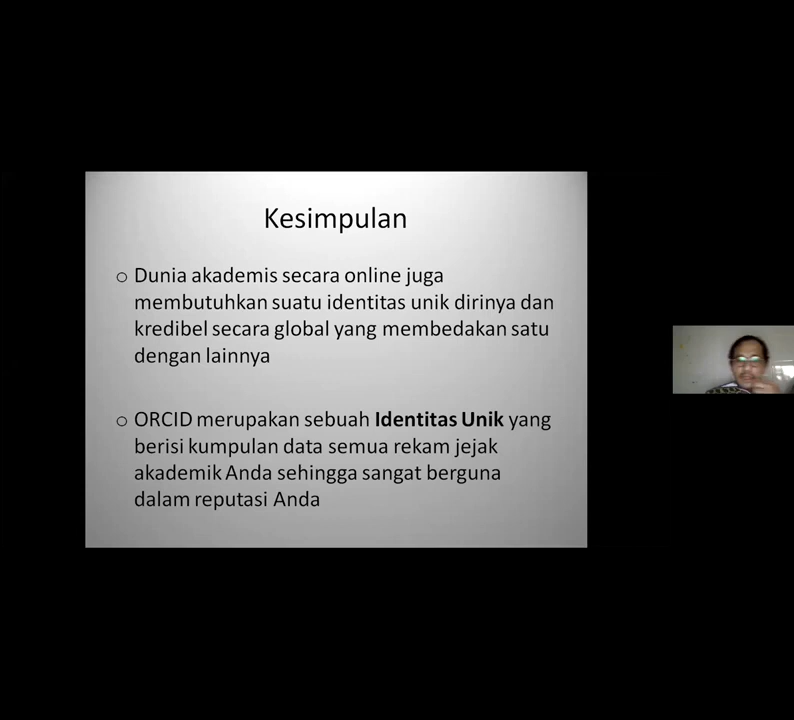 Kesimpulan
○ Dunia akademis secara online juga
membutuhkan suatu identitas unik dirinya dan
kredibel secara global yang membedakan satu
dengan lainnya
○ ORCID merupakan sebuah Identitas Unik yang
berisi kumpulan data semua rekam jejak
akademik Anda sehingga sangat berguna
dalam reputasi Anda